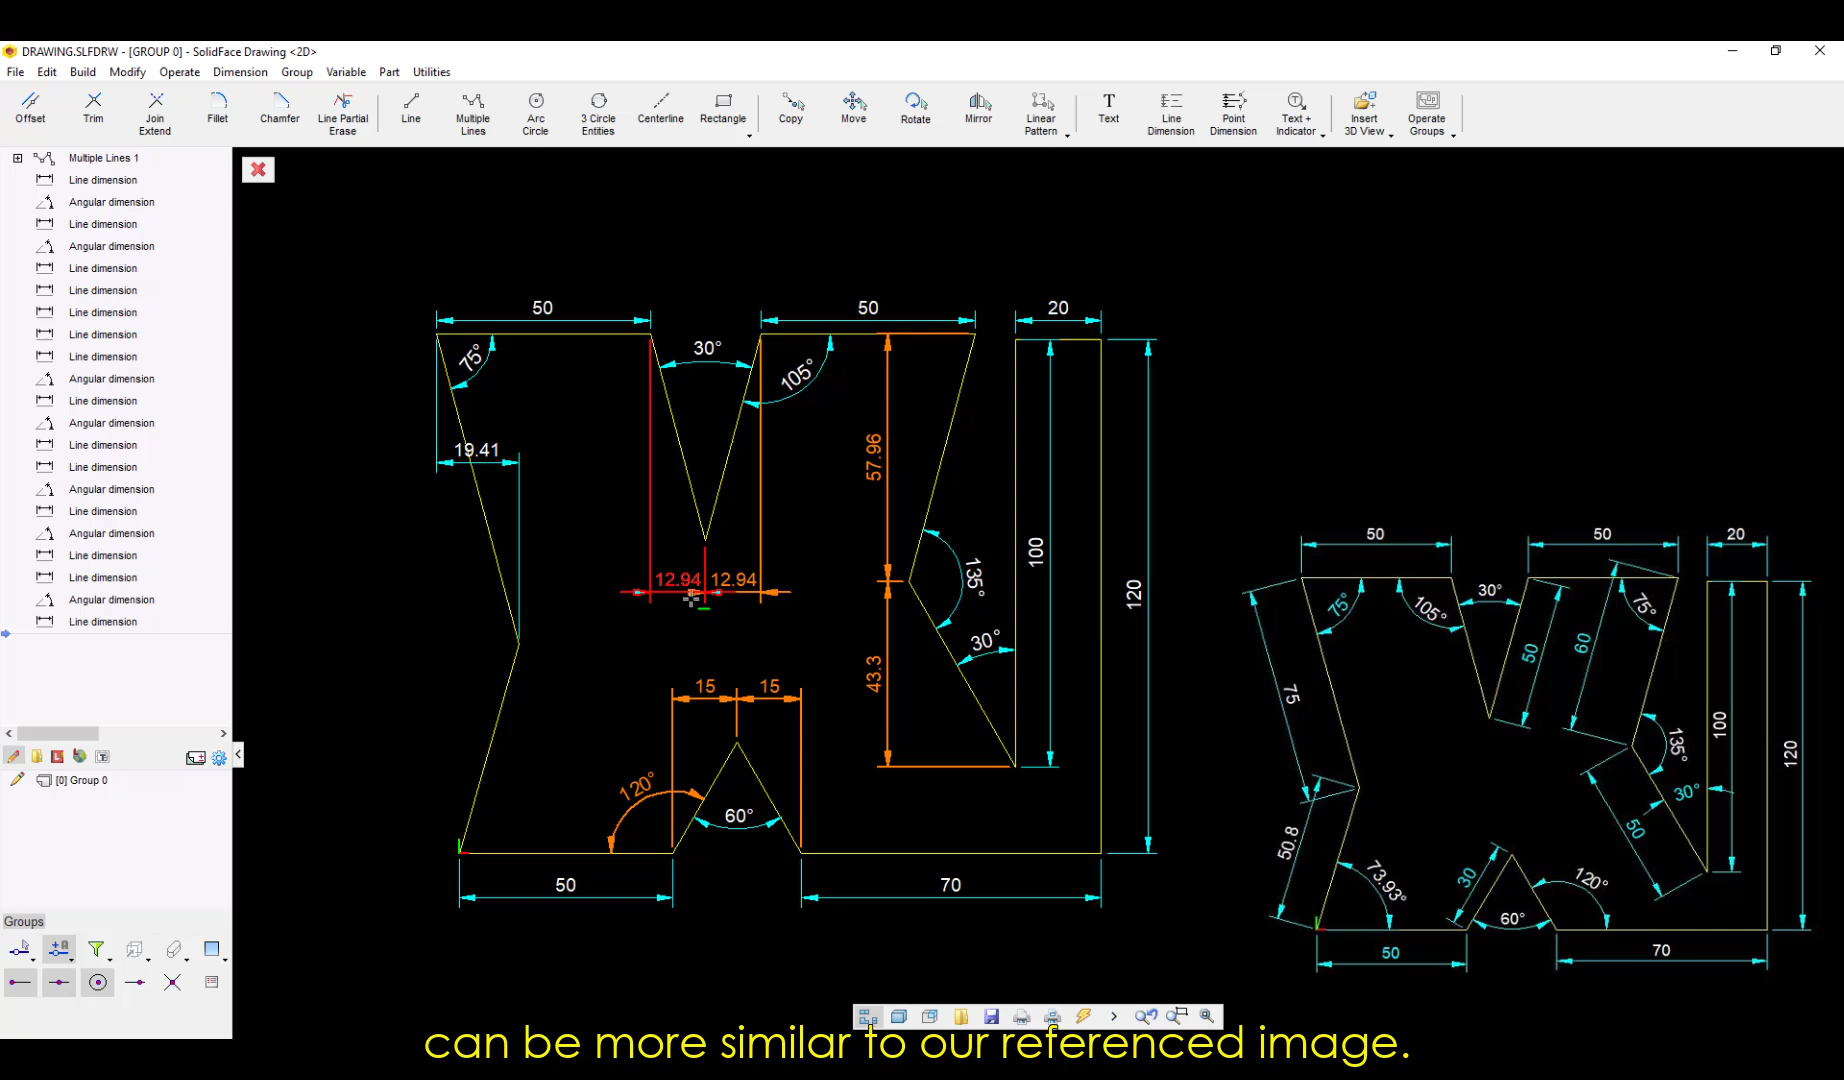 DRAWING.SLFDRW - [GROUP 0] - SolidFace Drawing <2D>
File Edit Build Modify Operate Dimension Group Variable Part Utilities
Offset Trim Join Extend Fillet Chamfer Line Partial Erase Line Multiple Lines Arc Circle 3 Circle Entities Centerline Rectangle Copy Move Rotate Mirror Linear Pattern Text Line Dimension Point Dimension Text + Indicator Insert 3D View Operate Groups
Multiple Lines 1
Line dimension
Angular dimension
Line dimension
Angular dimension
Line dimension
Line dimension
Line dimension
Line dimension
Line dimension
Angular dimension
Line dimension
Angular dimension
Line dimension
Line dimension
Angular dimension
Line dimension
Angular dimension
Line dimension
Line dimension
Angular dimension
Line dimension
[0] Group 0
Groups
50 50 20
75° 30° 105°
19.41 57.96
100 135° 120
12.94 12.94
30°
43.3
15 15
120° 60°
50 70
50 50 20
75° 105° 30° 50 60 75°
75 135° 100 120
30°
50
50.8 73.93° 30 60° 120°
50 70
can be more similar to our referenced image.